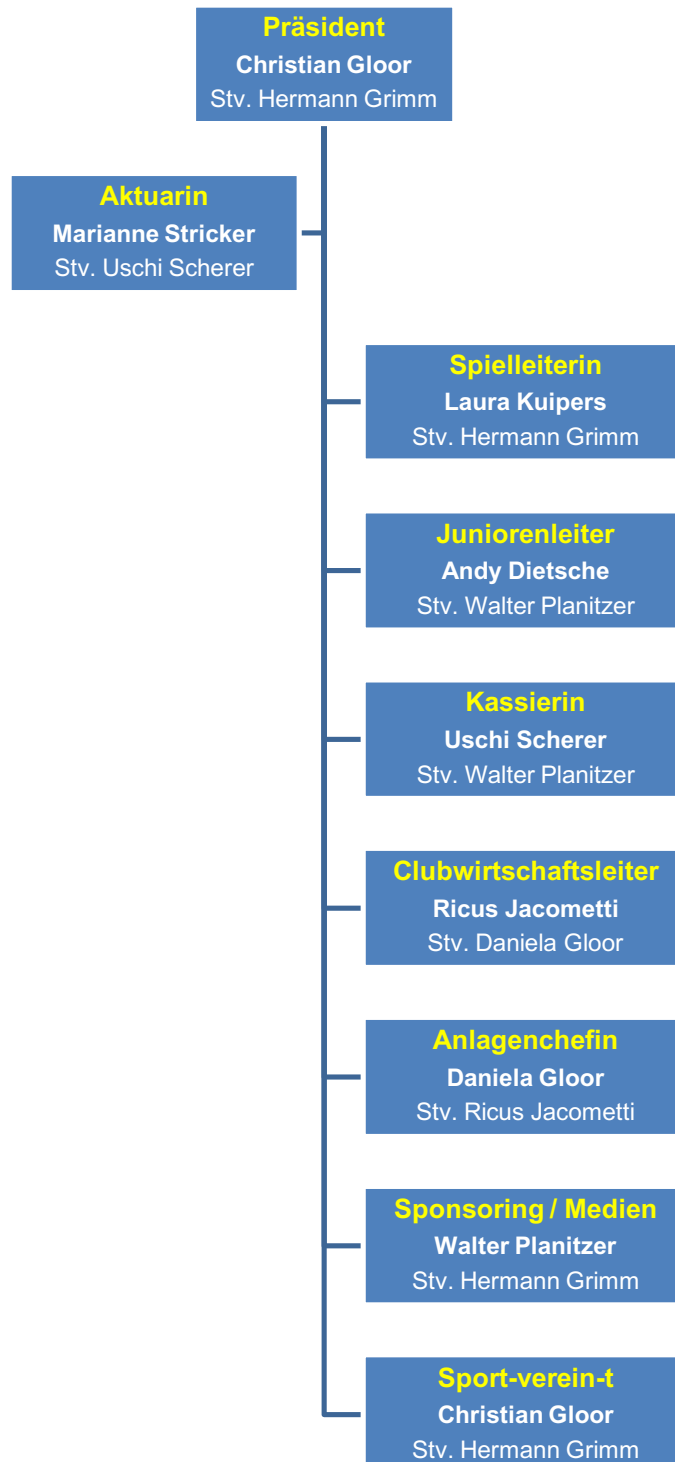 Präsident
Christian Gloor
Stv. Hermann Grimm
Aktuarin
Marianne Stricker
Stv. Uschi Scherer
Spielleiterin
Laura Kuipers
Stv. Hermann Grimm
Juniorenleiter
Andy Dietsche
Stv. Walter Planitzer
Kassierin
Uschi Scherer
Stv. Walter Planitzer
Clubwirtschaftsleiter
Ricus Jacometti
Stv. Daniela Gloor
Anlagenchefin
Daniela Gloor
Stv. Ricus Jacometti
Sponsoring / Medien
Walter Planitzer
Stv. Hermann Grimm
Sport-verein-t
Christian Gloor
Stv. Hermann Grimm